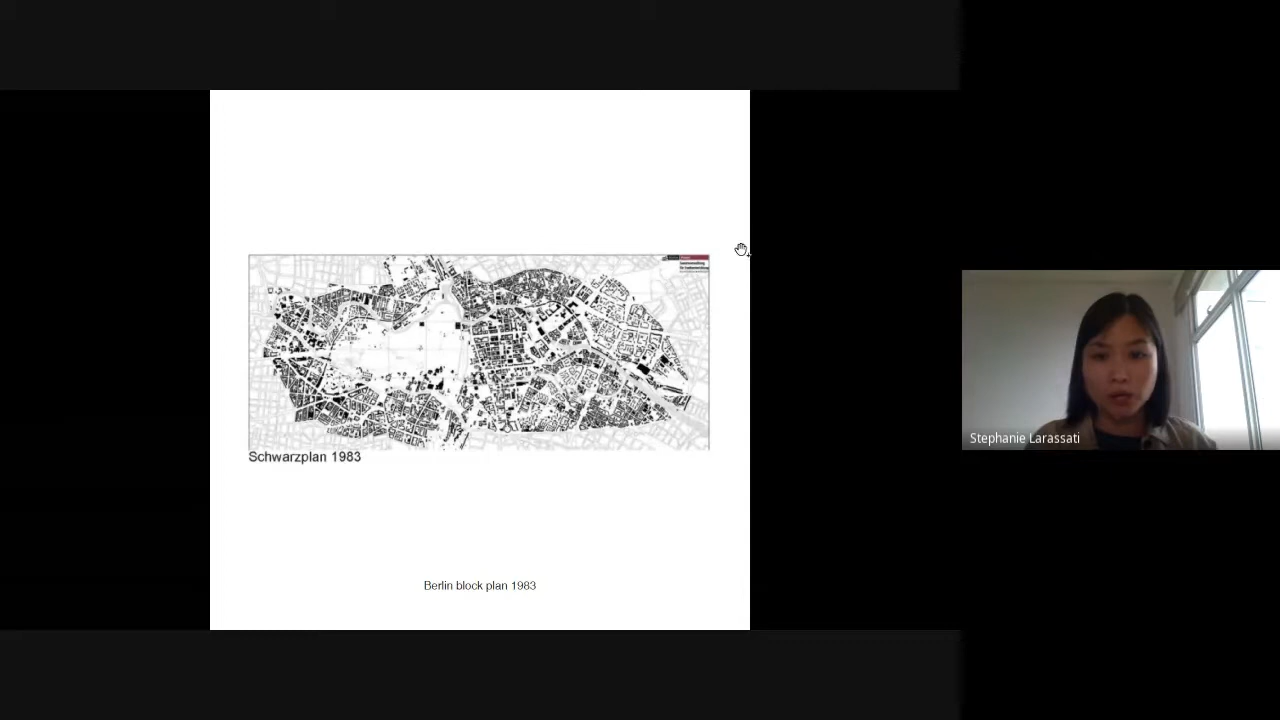 Schwarzplan 1983
Berlin block plan 1983
Stephanie Larassati